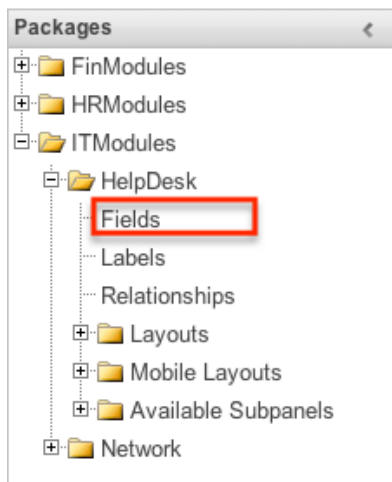 Packages
FinModules
HRModules
ITModules
HelpDesk
Fields
Labels
Relationships
Layouts
Mobile Layouts
Available Subpanels
Network